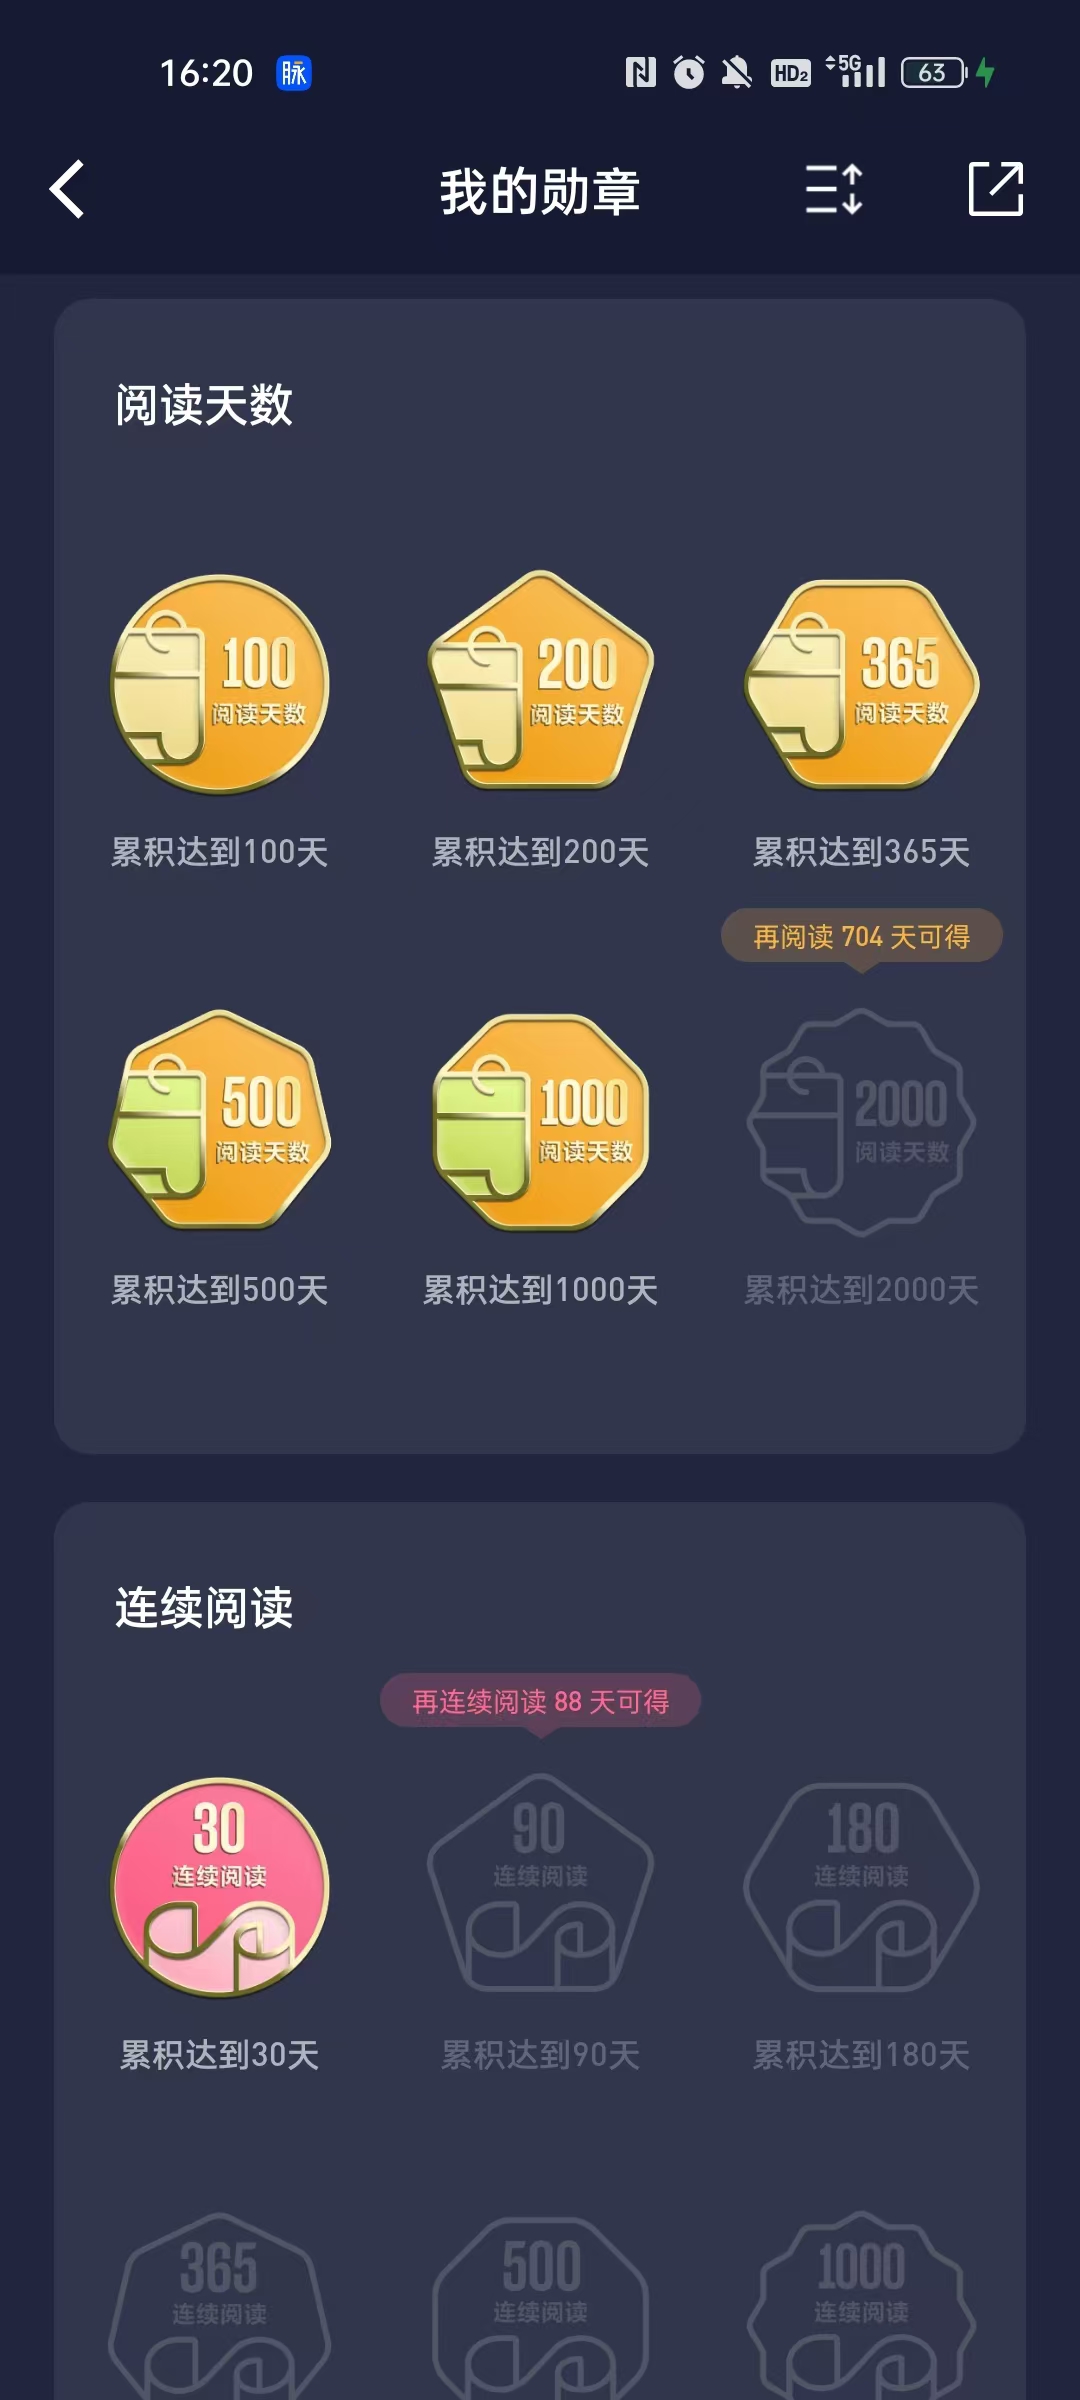 16:20 脉 HD2 5G 63
我的勋章
阅读天数
100
阅读天数
200
阅读天数
365
阅读天数
累积达到100天
累积达到200天
累积达到365天
再阅读 704 天可得
500
阅读天数
1000
阅读天数
2000
阅读天数
累积达到500天
累积达到1000天
累积达到2000天
连续阅读
再连续阅读 88 天可得
30
连续阅读
90
连续阅读
180
连续阅读
累积达到30天
累积达到90天
累积达到180天
365
连续阅读
500
连续阅读
1000
连续阅读